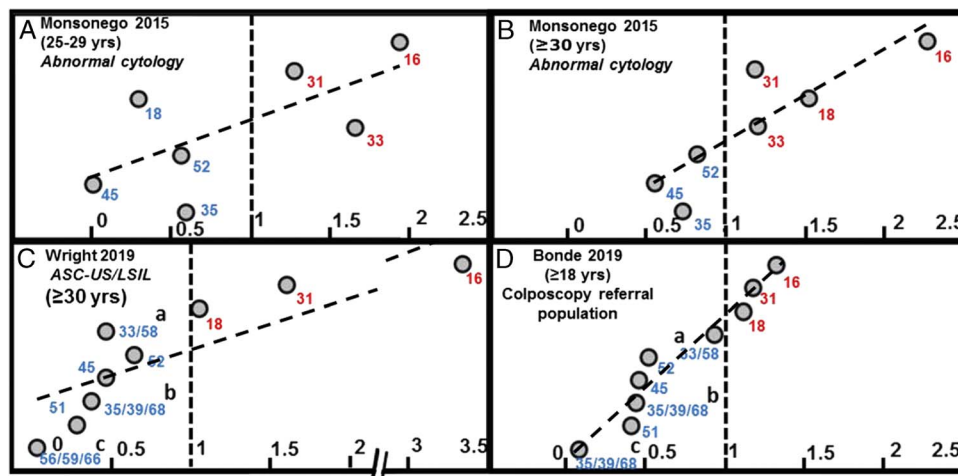 A
Monsonego 2015
(25-29 yrs)
Abnormal cytology
16
31
18
33
52
45
35
0 0.5 1 1.5 2 2.5
B
Monsonego 2015
(≥30 yrs)
Abnormal cytology
16
31
18
33
52
45
35
0 0.5 1 1.5 2 2.5
C
Wright 2019
ASC-US/LSIL
(≥30 yrs)
16
31
18
a
33/58
52
45
b
51
35/39/68
c
56/59/66
0 0.5 1 1.5 2 3 3.5
D
Bonde 2019
(≥18 yrs)
Colposcopy referral
population
16
31
18
a
33/58
52
45
b
35/39/68
51
c
35/39/68
0 0.5 1 1.5 2 2.5